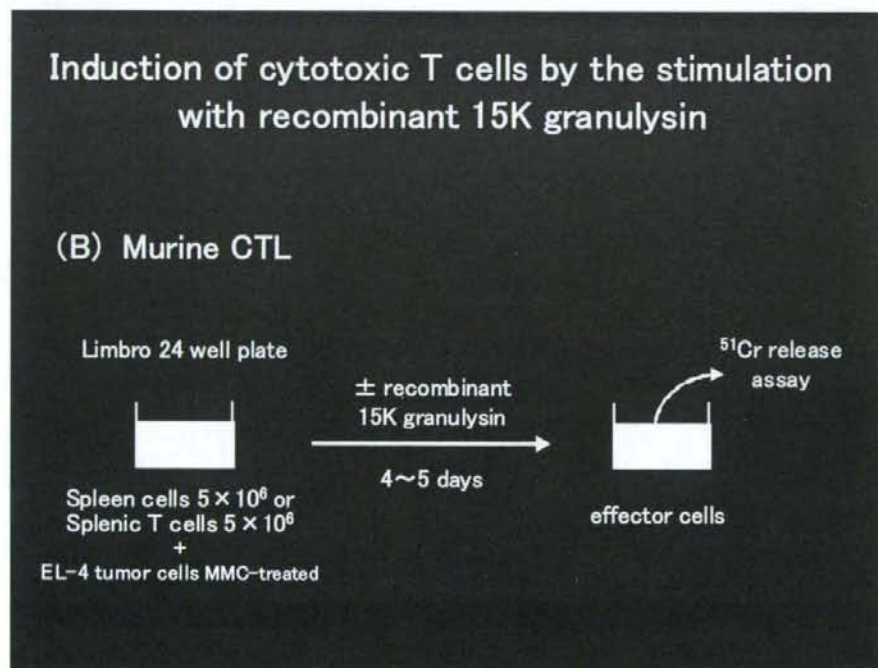 Induction of cytotoxic T cells by the stimulation
with recombinant 15K granulysin
(B) Murine CTL
Limbro 24 well plate
Spleen cells 5×10⁶ or
Splenic T cells 5×10⁶
+
EL-4 tumor cells MMC-treated
± recombinant
15K granulysin
4～5 days
⁵¹Cr release
assay
effector cells